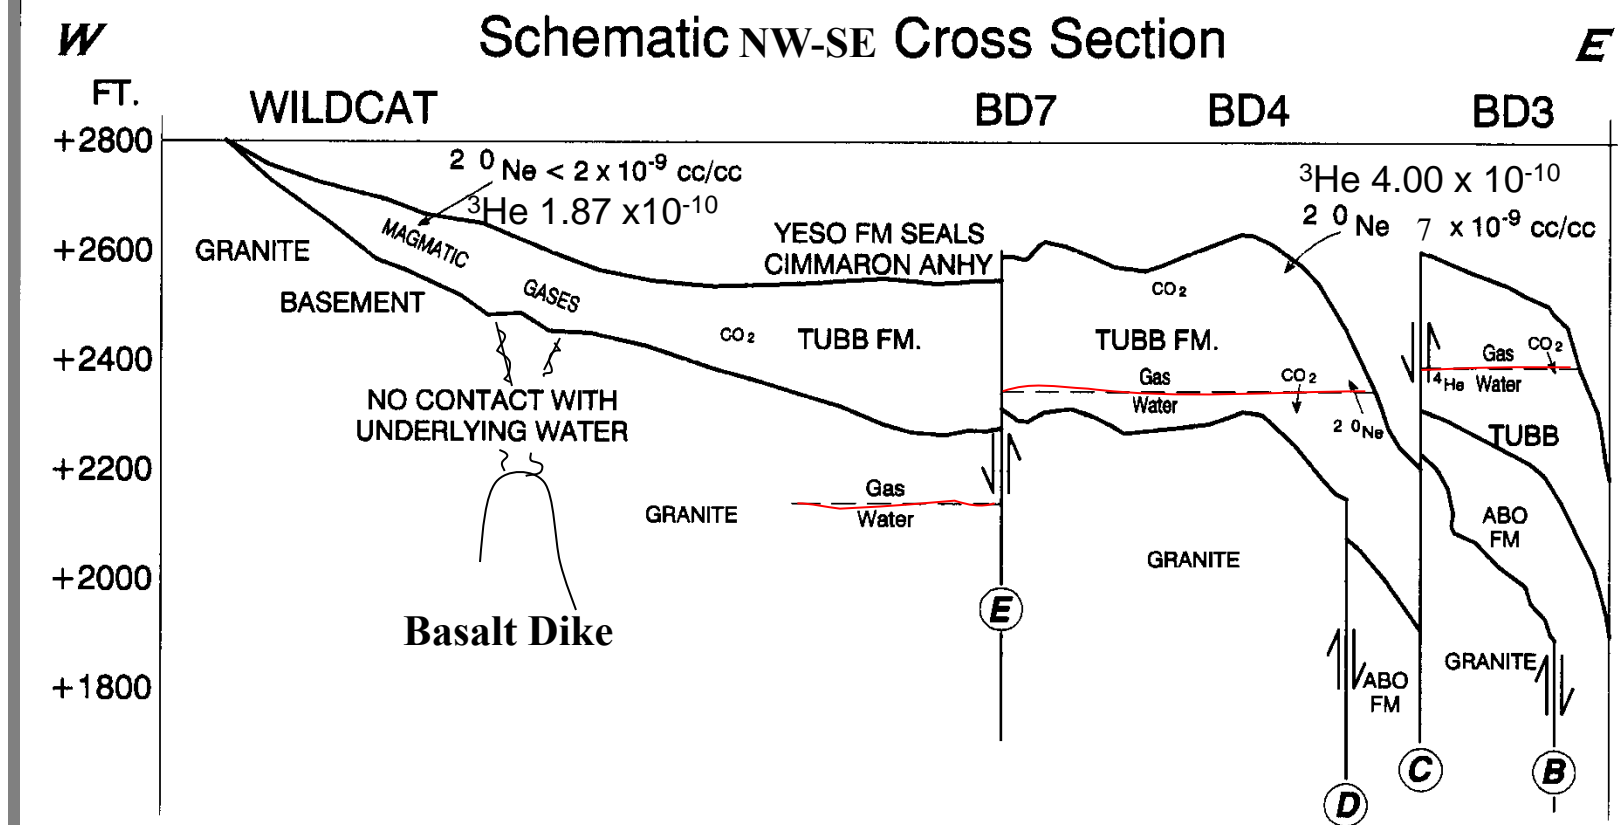 Schematic NW-SE Cross Section
W
E
FT.
WILDCAT
BD7
BD4
BD3
+2800
+2600
+2400
+2200
+2000
+1800
20Ne < 2 x 10-9 cc/cc
3He 1.87 x10-10
3He 4.00 x 10-10
20Ne 7 x 10-9 cc/cc
MAGMATIC
GASES
GRANITE
BASEMENT
YESO FM SEALS
CIMMARON ANHY
CO2
TUBB FM.
CO2
TUBB FM.
Gas
Water
CO2
20Ne
Gas
Water
CO2
4He
TUBB
NO CONTACT WITH
UNDERLYING WATER
GRANITE
Gas
Water
GRANITE
ABO
FM
Basalt Dike
E
ABO
FM
GRANITE
D
C
B